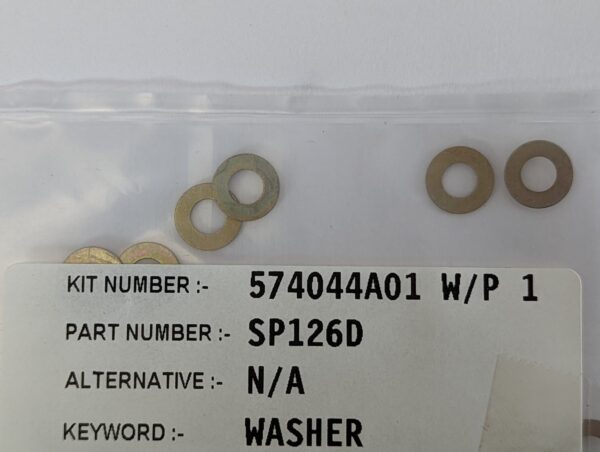 KIT NUMBER :- 574044A01 W/P 1
PART NUMBER :- SP126D
ALTERNATIVE :- N/A
KEYWORD :- WASHER